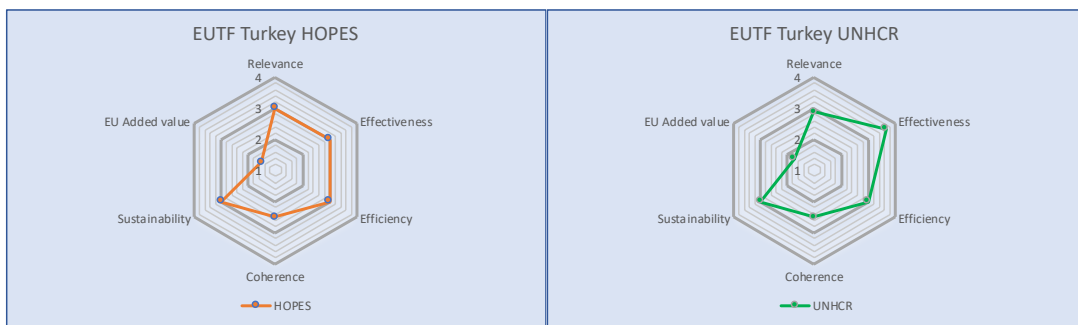 EUTF Turkey HOPES
Relevance
4
EU Added value
3
Effectiveness
2
1
Sustainability
Efficiency
Coherence
HOPES
EUTF Turkey UNHCR
Relevance
4
EU Added value
3
Effectiveness
2
1
Sustainability
Efficiency
Coherence
UNHCR